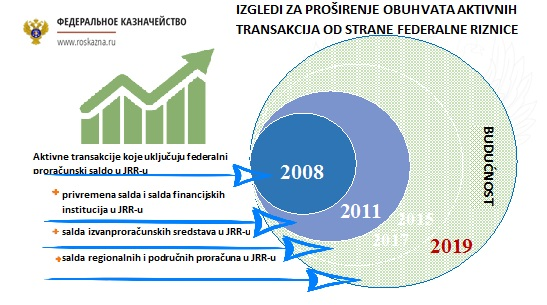 ФЕДЕРАЛЬНОЕ КАЗНАЧЕЙСТВО
www.roskazna.ru
IZGLEDI ZA PROŠIRENJE OBUHVATA AKTIVNIH
TRANSAKCIJA OD STRANE FEDERALNE RIZNICE
Aktivne transakcije koje uključuju federalni
proračunski saldo u JRR-u
+ privremena salda i salda financijskih
institucija u JRR-u
+ salda izvanproračunskih sredstava u JRR-u
+ salda regionalnih i područnih proračuna u JRR-u
2008
2011
2015
2017
2019
BUDUĆNOST